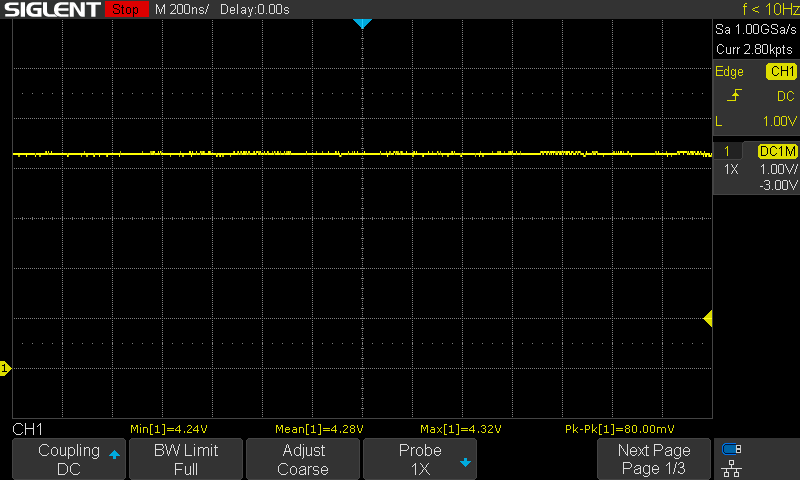 SIGLENT Stop M 200ns/ Delay:0.00s f < 10Hz
Sa 1.00GSa/s
Curr 2.80kpts
Edge CH1
DC
L 1.00V
1 DC1M
1X 1.00V/
-3.00V
1
CH1 Min[1]=4.24V Mean[1]=4.28V Max[1]=4.32V Pk-Pk[1]=80.00mV
Coupling BW Limit Adjust Probe Next Page
DC Full Coarse 1X Page 1/3